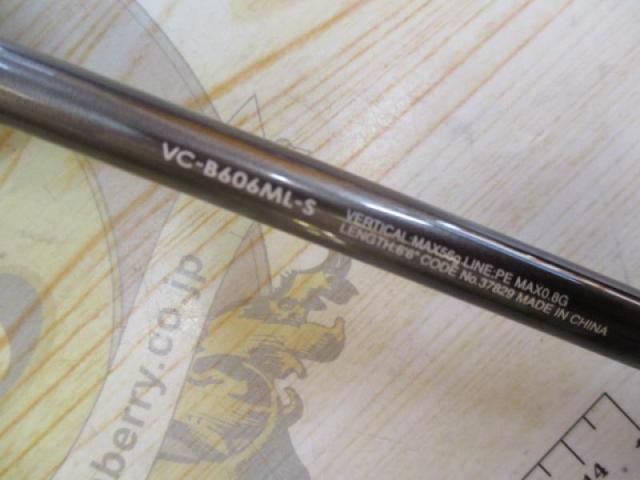 VC-B606ML-S
VERTICAL:MAX56g LINE:PE MAX0.8G
LENGTH:6'6" CODE No.37829 MADE IN CHINA
berry.co.jp
14